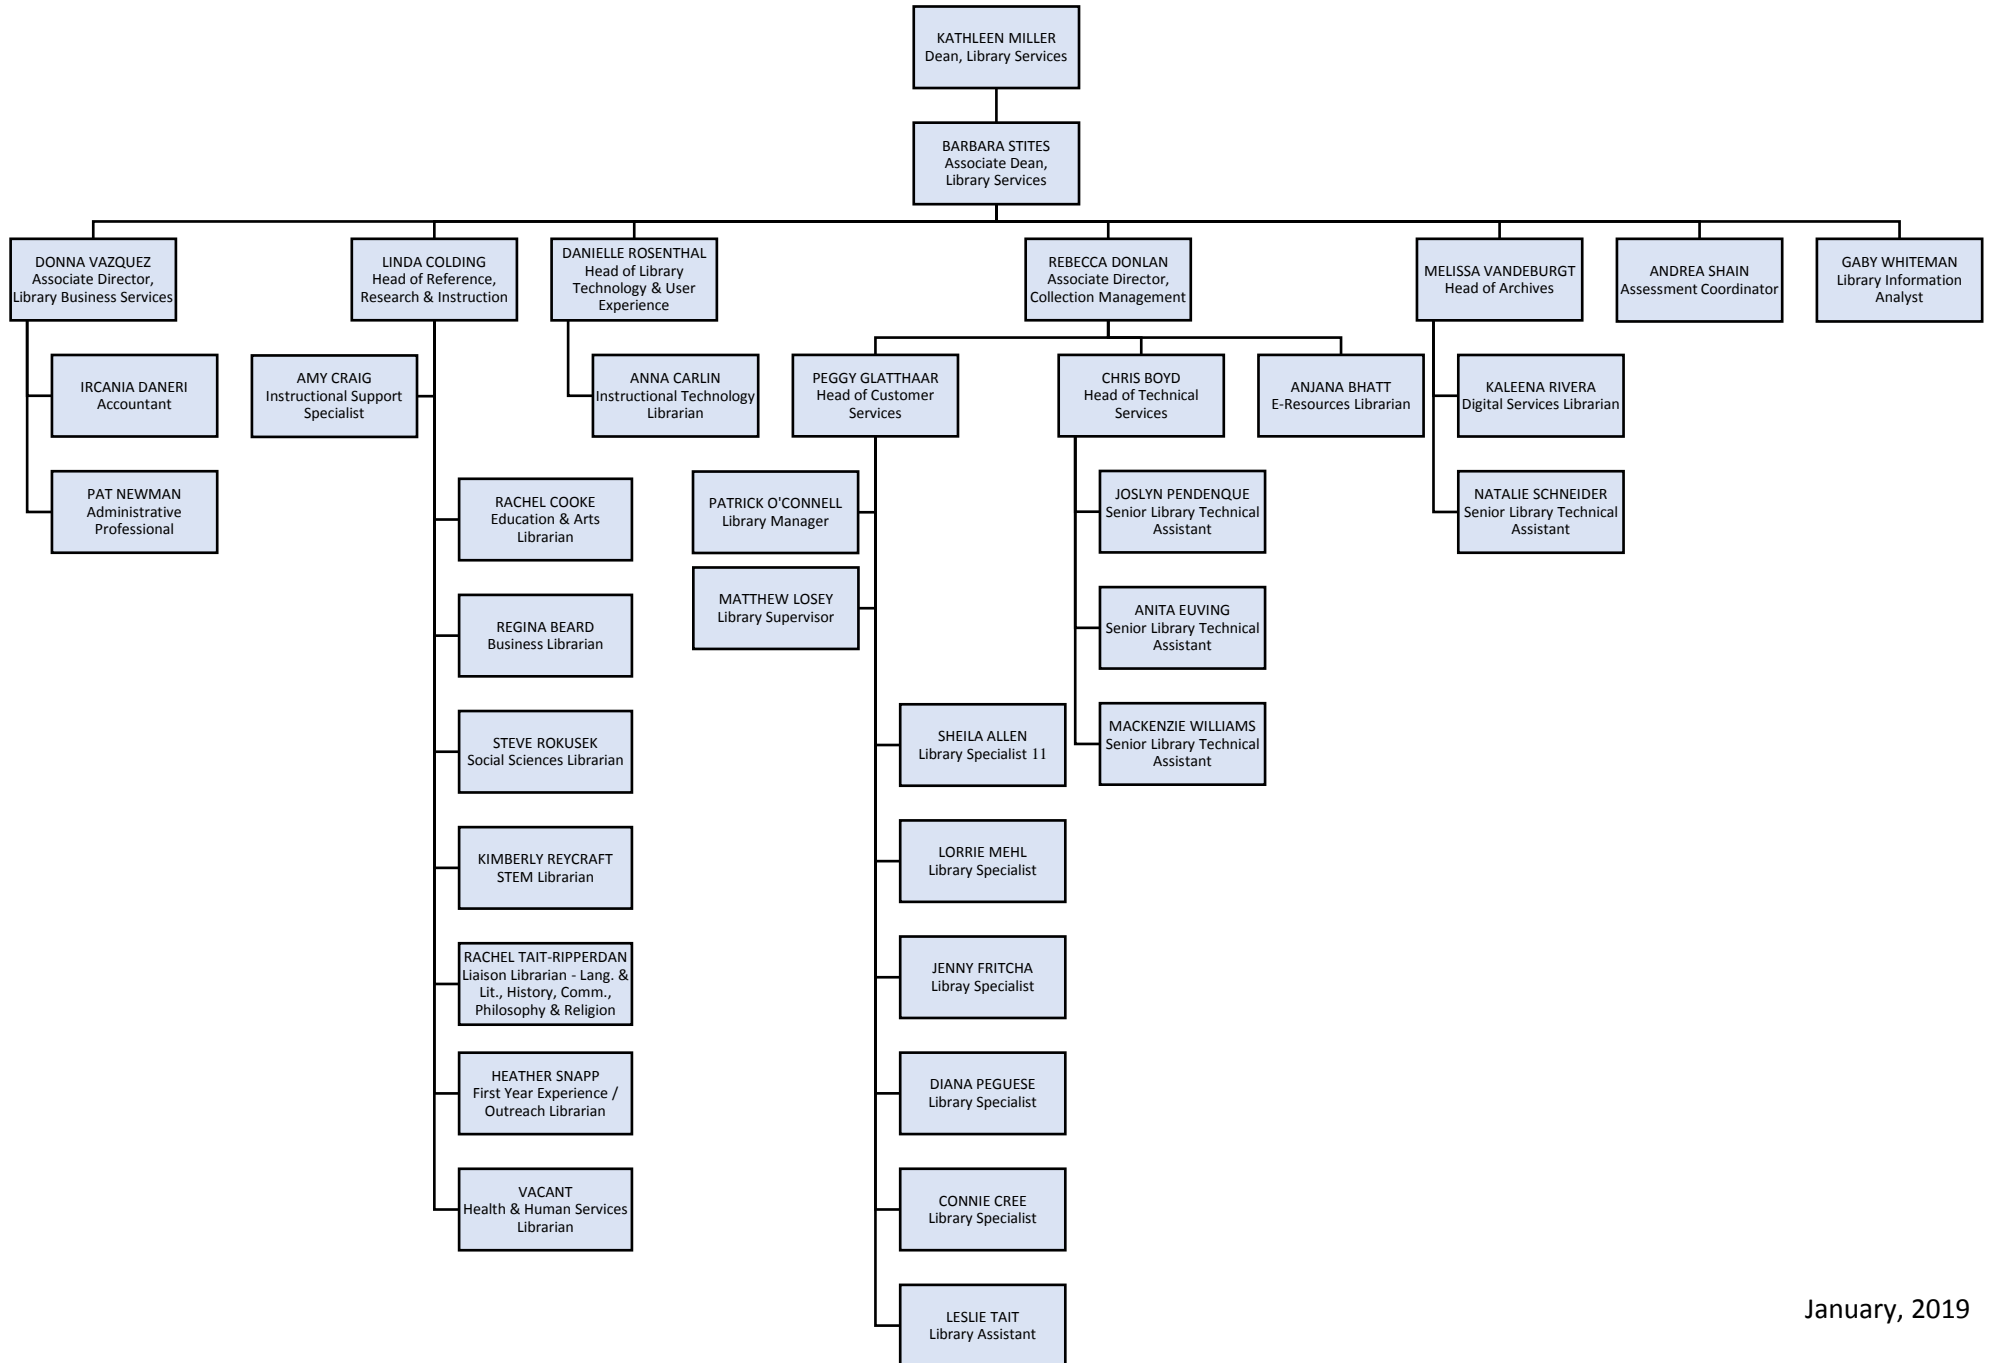 KATHLEEN MILLER
Dean, Library Services
BARBARA STITES
Associate Dean,
Library Services
DONNA VAZQUEZ
Associate Director,
Library Business Services
LINDA COLDING
Head of Reference,
Research & Instruction
DANIELLE ROSENTHAL
Head of Library
Technology & User
Experience
REBECCA DONLAN
Associate Director,
Collection Management
MELISSA VANDEBURGT
Head of Archives
ANDREA SHAIN
Assessment Coordinator
GABY WHITEMAN
Library Information
Analyst
IRCANIA DANERI
Accountant
AMY CRAIG
Instructional Support
Specialist
ANNA CARLIN
Instructional Technology
Librarian
PEGGY GLATTHAAR
Head of Customer
Services
CHRIS BOYD
Head of Technical
Services
ANJANA BHATT
E-Resources Librarian
KALEENA RIVERA
Digital Services Librarian
PAT NEWMAN
Administrative
Professional
RACHEL COOKE
Education & Arts
Librarian
PATRICK O'CONNELL
Library Manager
JOSLYN PENDENQUE
Senior Library Technical
Assistant
NATALIE SCHNEIDER
Senior Library Technical
Assistant
REGINA BEARD
Business Librarian
MATTHEW LOSEY
Library Supervisor
ANITA EUVING
Senior Library Technical
Assistant
STEVE ROKUSEK
Social Sciences Librarian
SHEILA ALLEN
Library Specialist 11
MACKENZIE WILLIAMS
Senior Library Technical
Assistant
KIMBERLY REYCRAFT
STEM Librarian
LORRIE MEHL
Library Specialist
RACHEL TAIT-RIPPERDAN
Liaison Librarian - Lang. &
Lit., History, Comm.,
Philosophy & Religion
JENNY FRITCHA
Libray Specialist
HEATHER SNAPP
First Year Experience /
Outreach Librarian
DIANA PEGUESE
Library Specialist
VACANT
Health & Human Services
Librarian
CONNIE CREE
Library Specialist
LESLIE TAIT
Library Assistant
January, 2019